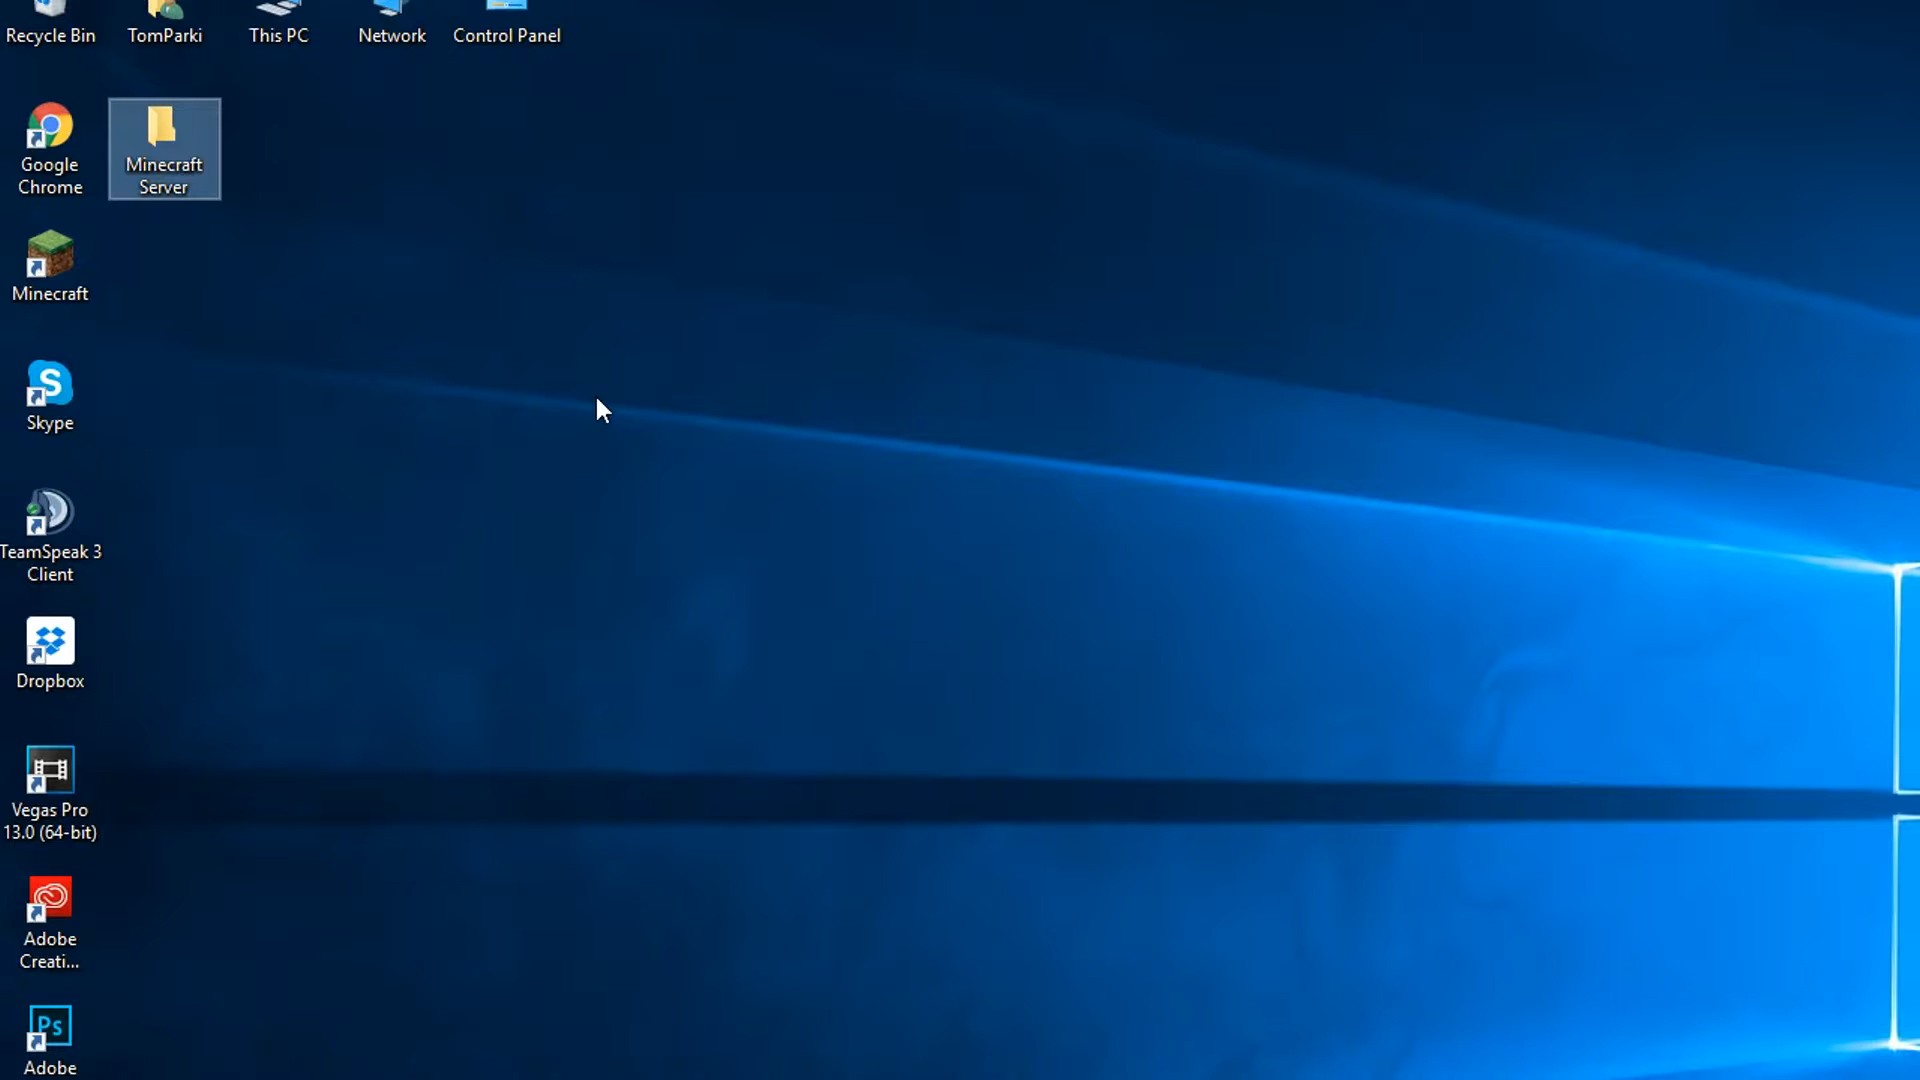 Recycle Bin
TomParki
This PC
Network
Control Panel
Google
Chrome
Minecraft
Server
Minecraft
S
Skype
TeamSpeak 3
Client
Dropbox
Vegas Pro
13.0 (64-bit)
Adobe
Creati...
Ps
Adobe